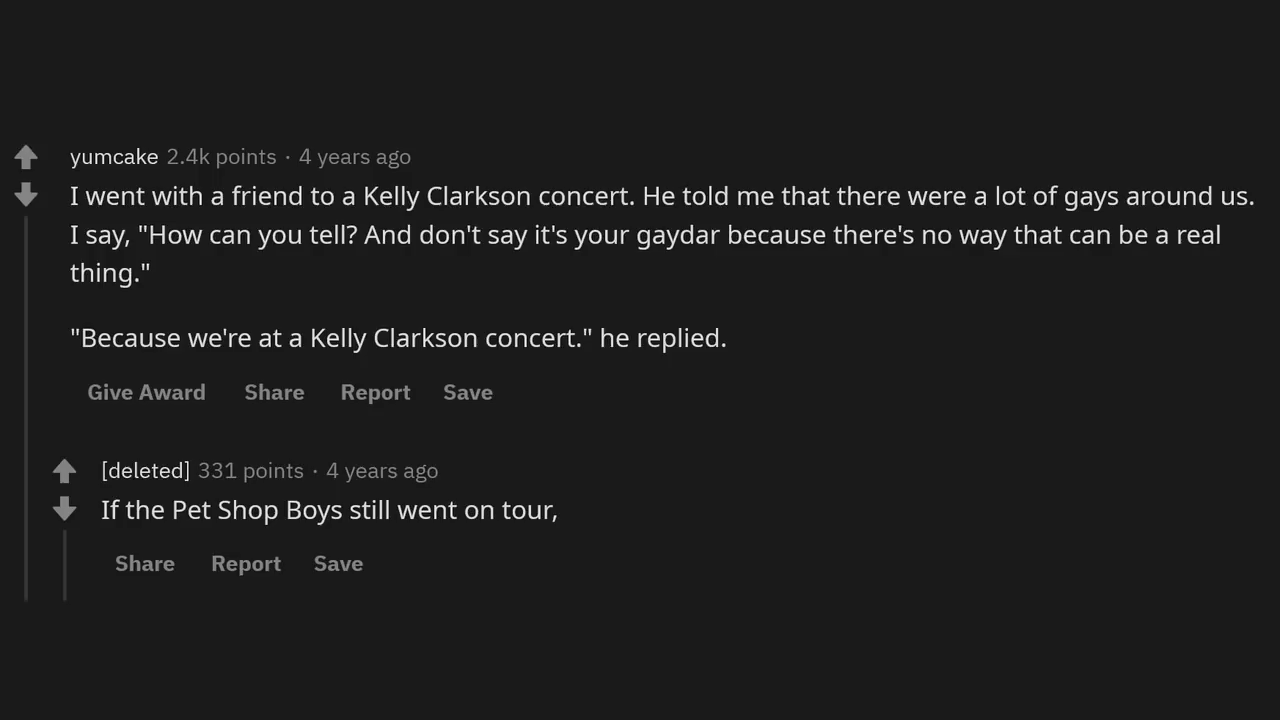 yumcake 2.4k points · 4 years ago
I went with a friend to a Kelly Clarkson concert. He told me that there were a lot of gays around us.
I say, "How can you tell? And don't say it's your gaydar because there's no way that can be a real
thing."
"Because we're at a Kelly Clarkson concert." he replied.
Give Award Share Report Save
[deleted] 331 points · 4 years ago
If the Pet Shop Boys still went on tour,
Share Report Save